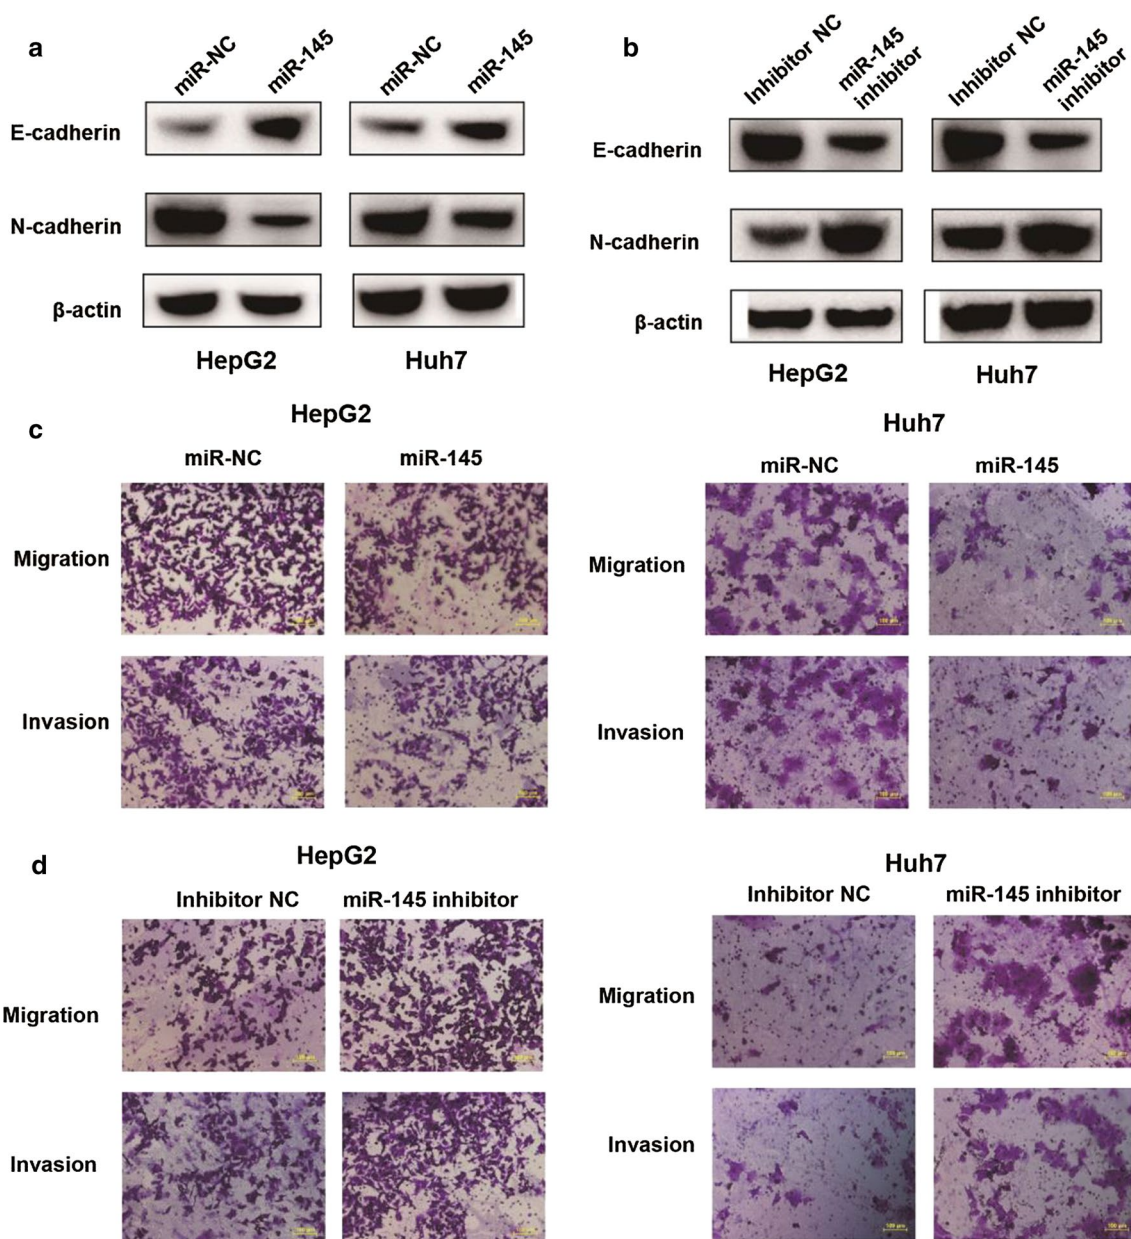 a
miR-NC miR-145 miR-NC miR-145
E-cadherin
N-cadherin
β-actin
HepG2 Huh7
b
Inhibitor NC miR-145 inhibitor Inhibitor NC miR-145 inhibitor
E-cadherin
N-cadherin
β-actin
HepG2 Huh7
c
HepG2
miR-NC miR-145
Migration
Invasion
Huh7
miR-NC miR-145
Migration
Invasion
d
HepG2
Inhibitor NC miR-145 inhibitor
Migration
Invasion
Huh7
Inhibitor NC miR-145 inhibitor
Migration
Invasion